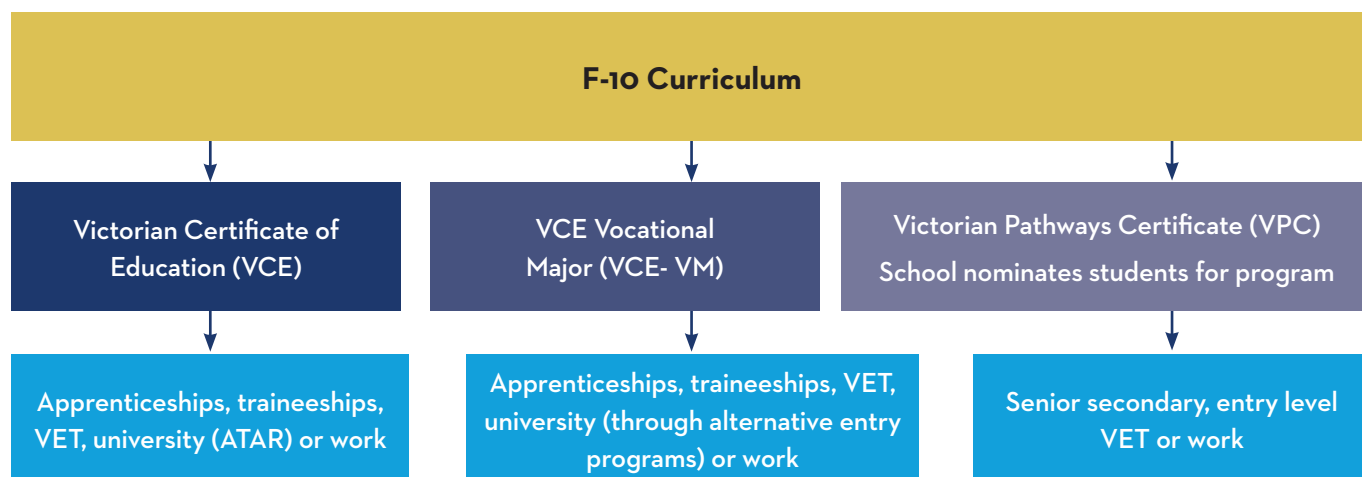 F-10 Curriculum
Victorian Certificate of
Education (VCE)
VCE Vocational
Major (VCE- VM)
Victorian Pathways Certificate (VPC)
School nominates students for program
Apprenticeships, traineeships,
VET, university (ATAR) or work
Apprenticeships, traineeships, VET,
university (through alternative entry
programs) or work
Senior secondary, entry level
VET or work